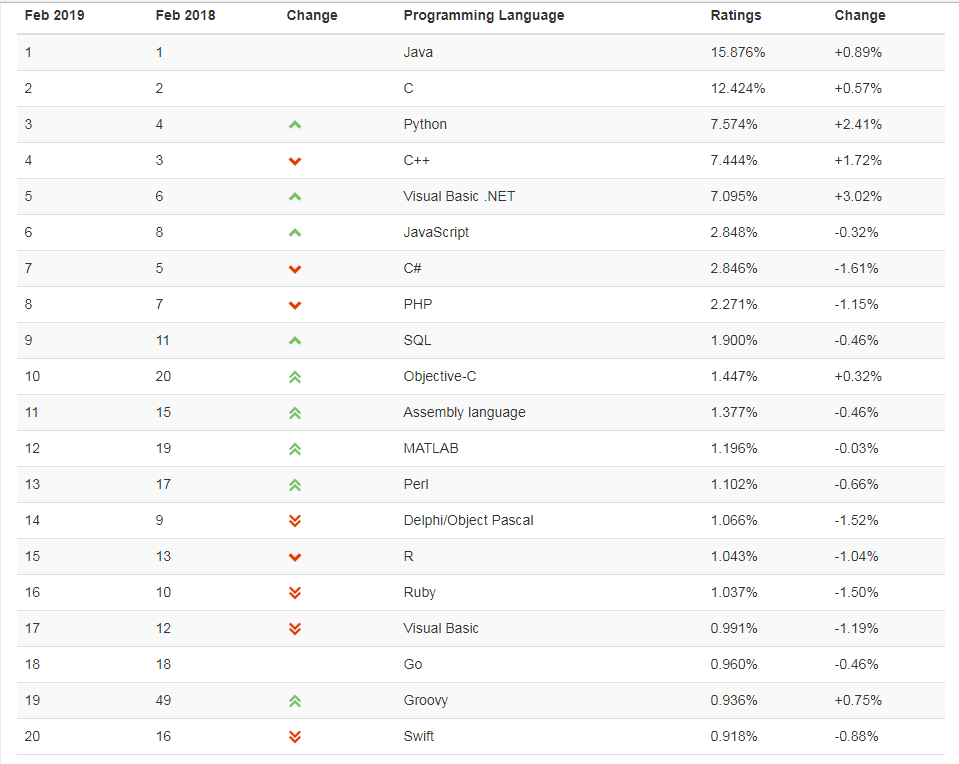 Feb 2019 Feb 2018 Change Programming Language Ratings Change
1 1 Java 15.876% +0.89%
2 2 C 12.424% +0.57%
3 4 Python 7.574% +2.41%
4 3 C++ 7.444% +1.72%
5 6 Visual Basic .NET 7.095% +3.02%
6 8 JavaScript 2.848% -0.32%
7 5 C# 2.846% -1.61%
8 7 PHP 2.271% -1.15%
9 11 SQL 1.900% -0.46%
10 20 Objective-C 1.447% +0.32%
11 15 Assembly language 1.377% -0.46%
12 19 MATLAB 1.196% -0.03%
13 17 Perl 1.102% -0.66%
14 9 Delphi/Object Pascal 1.066% -1.52%
15 13 R 1.043% -1.04%
16 10 Ruby 1.037% -1.50%
17 12 Visual Basic 0.991% -1.19%
18 18 Go 0.960% -0.46%
19 49 Groovy 0.936% +0.75%
20 16 Swift 0.918% -0.88%